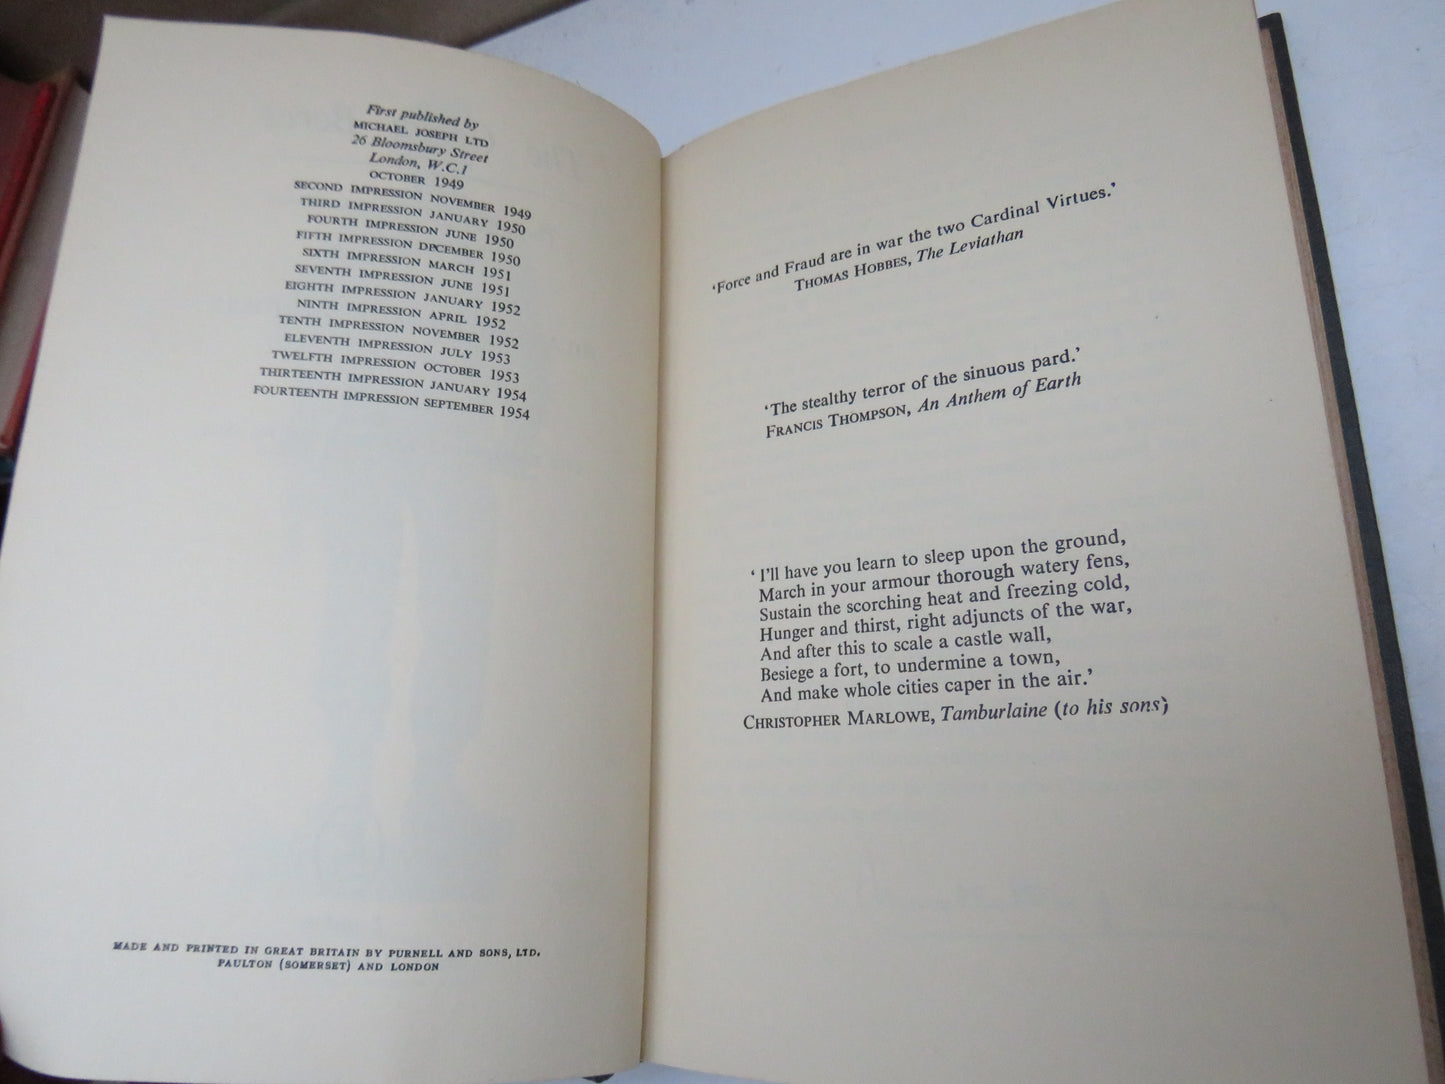 First published by
MICHAEL JOSEPH LTD
26 Bloomsbury Street
London, W.C.1
OCTOBER 1949
SECOND IMPRESSION NOVEMBER 1949
THIRD IMPRESSION JANUARY 1950
FOURTH IMPRESSION JUNE 1950
FIFTH IMPRESSION DECEMBER 1950
SIXTH IMPRESSION MARCH 1951
SEVENTH IMPRESSION JUNE 1951
EIGHTH IMPRESSION JANUARY 1952
NINTH IMPRESSION APRIL 1952
TENTH IMPRESSION NOVEMBER 1952
ELEVENTH IMPRESSION JULY 1953
TWELFTH IMPRESSION OCTOBER 1953
THIRTEENTH IMPRESSION JANUARY 1954
FOURTEENTH IMPRESSION SEPTEMBER 1954
MADE AND PRINTED IN GREAT BRITAIN BY PURNELL AND SONS, LTD.
PAULTON (SOMERSET) AND LONDON
‘Force and Fraud are in war the two Cardinal Virtues.’
THOMAS HOBBES, The Leviathan
‘The stealthy terror of the sinuous pard.’
FRANCIS THOMPSON, An Anthem of Earth
‘I'll have you learn to sleep upon the ground,
March in your armour thorough watery fens,
Sustain the scorching heat and freezing cold,
Hunger and thirst, right adjuncts of the war,
And after this to scale a castle wall,
Besiege a fort, to undermine a town,
And make whole cities caper in the air.’
CHRISTOPHER MARLOWE, Tamburlaine (to his sons)